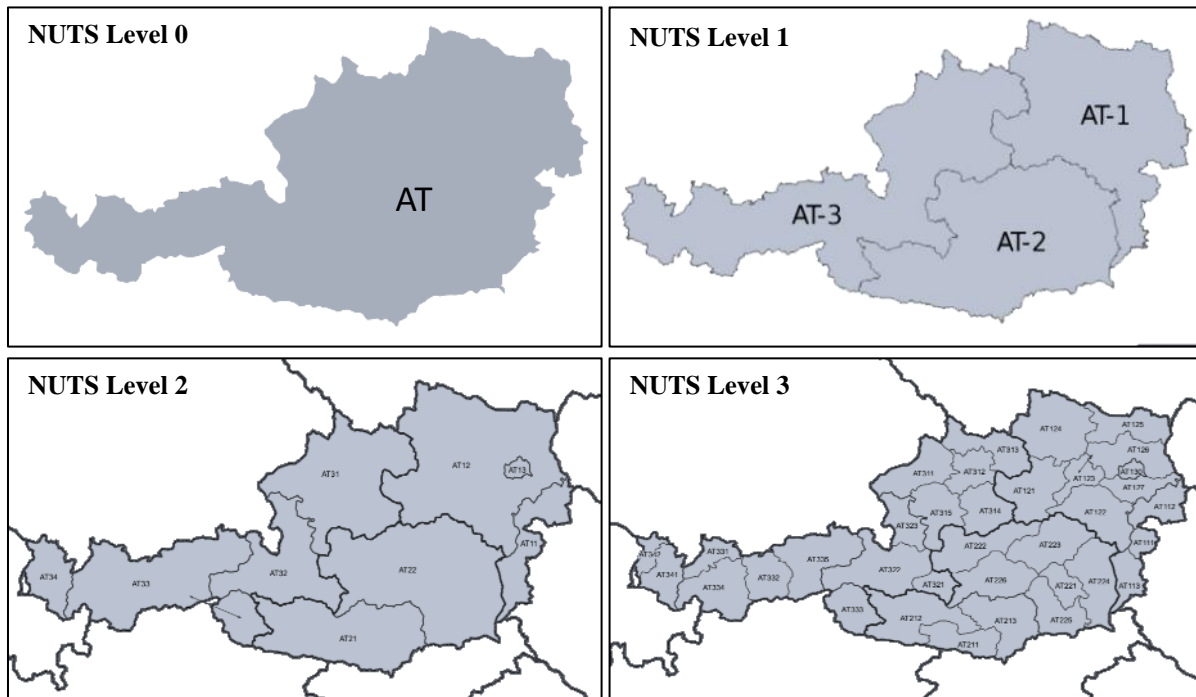 NUTS Level 0
AT
NUTS Level 1
AT-1
AT-3
AT-2
NUTS Level 2
AT31
AT12
AT13
AT11
AT34
AT33
AT32
AT22
AT21
NUTS Level 3
AT124
AT125
AT313
AT126
AT311
AT312
AT123
AT130
AT121
AT127
AT112
AT315
AT314
AT122
AT323
AT111
AT342
AT331
AT335
AT222
AT223
AT341
AT334
AT332
AT322
AT321
AT226
AT221
AT224
AT113
AT333
AT212
AT213
AT225
AT211